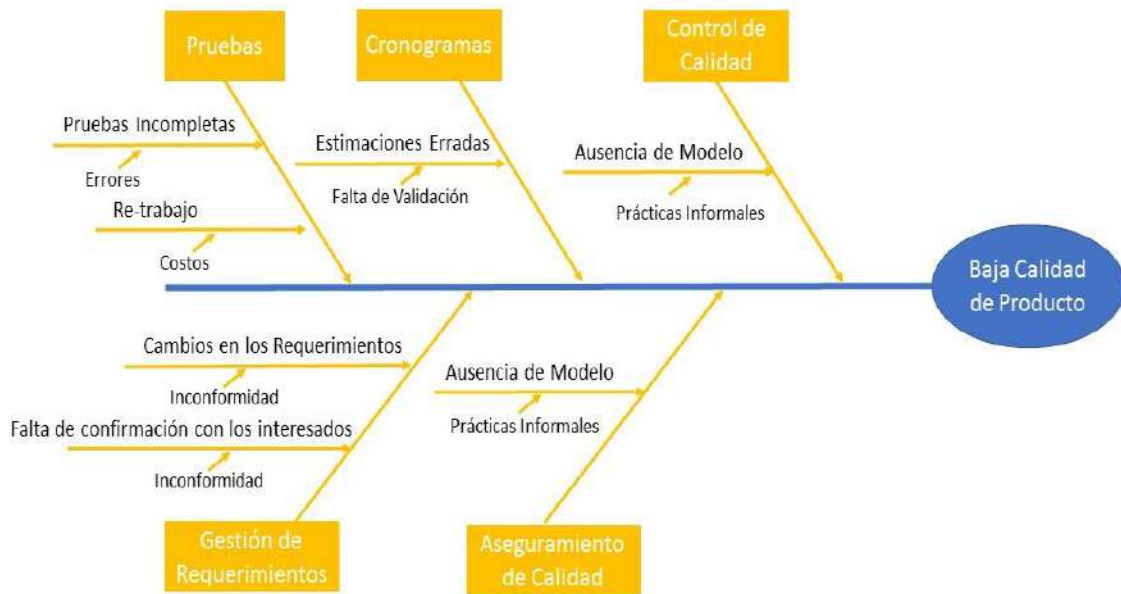 Pruebas
Cronogramas
Control de
Calidad
Pruebas Incompletas
Errores
Re-trabajo
Costos
Estimaciones Erradas
Falta de Validación
Ausencia de Modelo
Prácticas Informales
Baja Calidad
de Producto
Cambios en los Requerimientos
Inconformidad
Falta de confirmación con los interesados
Inconformidad
Ausencia de Modelo
Prácticas Informales
Gestión de
Requerimientos
Aseguramiento
de Calidad